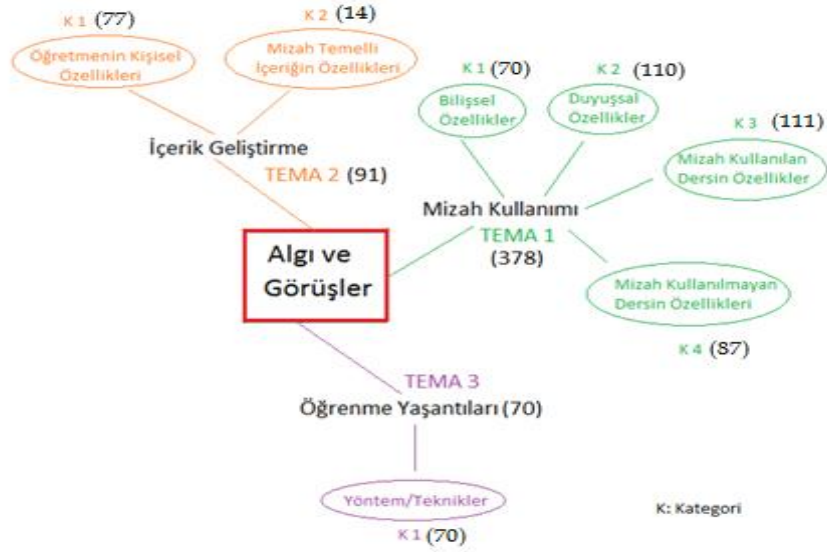 K 1 (77)
Öğretmenin Kişisel
Özellikleri
K 2 (14)
Mizah Temelli
İçeriğin Özellikleri
İçerik Geliştirme
TEMA 2 (91)
K 1 (70)
Bilişsel
Özellikler
K 2 (110)
Duyuşsal
Özellikler
K 3 (111)
Mizah Kullanılan
Dersin Özellikler
Mizah Kullanımı
TEMA 1
(378)
Mizah Kullanılmayan
Dersin Özellikleri
K 4 (87)
Algı ve
Görüşler
TEMA 3
Öğrenme Yaşantıları (70)
Yöntem/Teknikler
K 1 (70)
K: Kategori